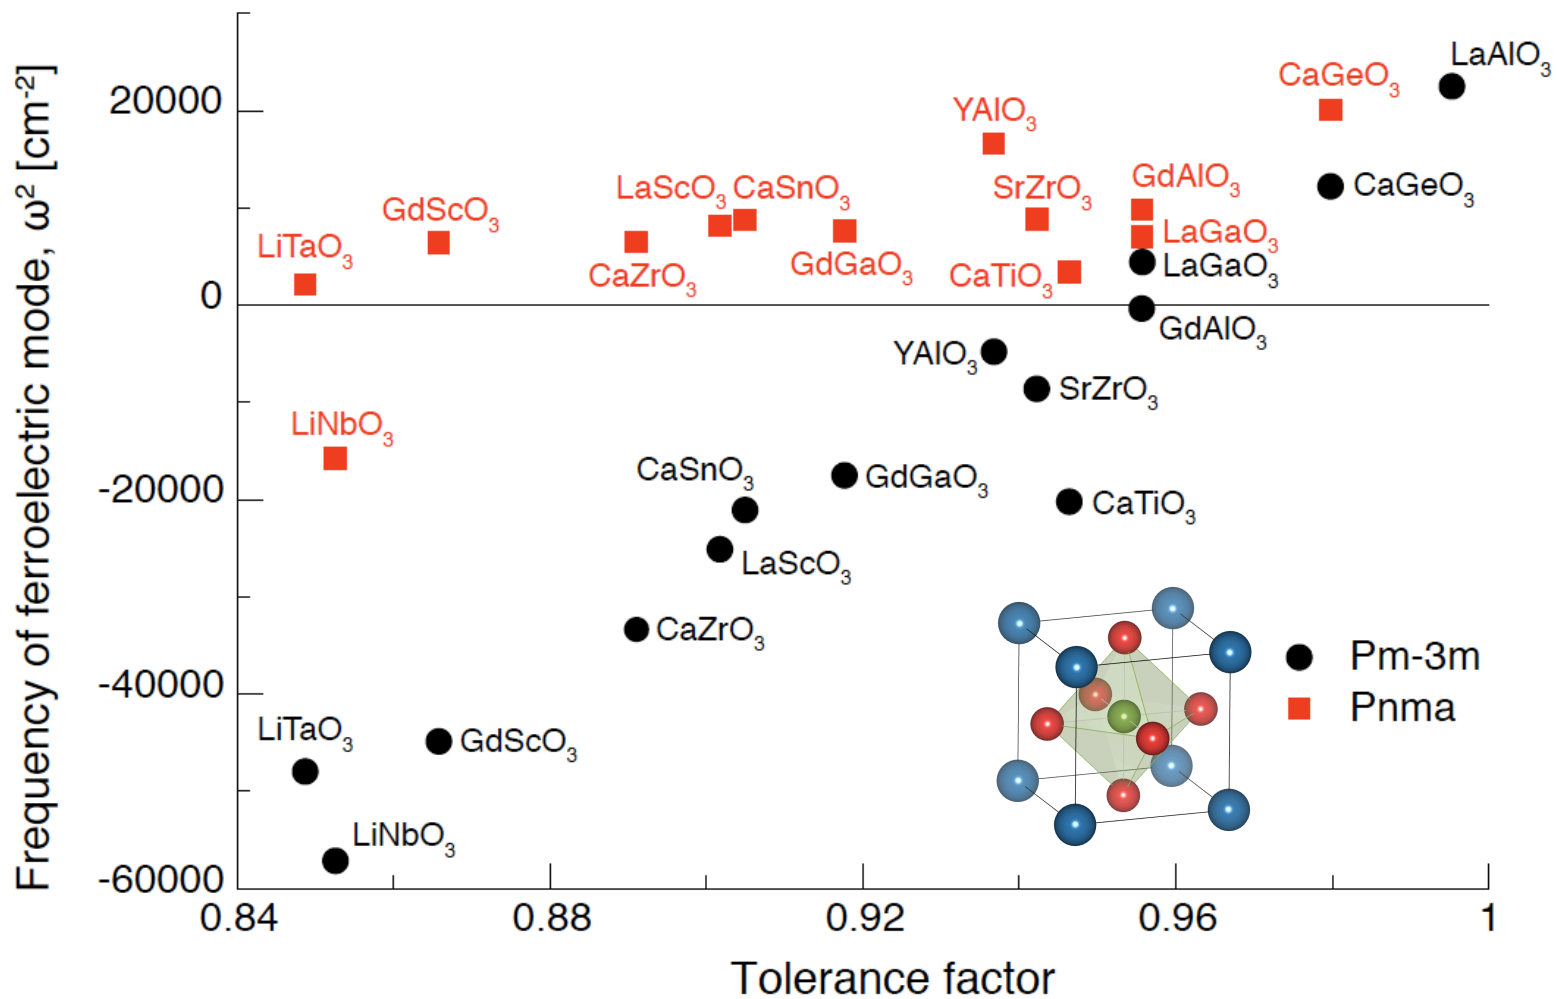 Frequency of ferroelectric mode, ω² [cm⁻²]
20000
0
-20000
-40000
-60000
0.84
0.88
0.92
0.96
1
Tolerance factor
LaAlO₃
CaGeO₃
YAlO₃
GdAlO₃
LaScO₃
CaSnO₃
SrZrO₃
CaGeO₃
GdScO₃
LiTaO₃
LaGaO₃
CaZrO₃
GdGaO₃
CaTiO₃
LaGaO₃
GdAlO₃
YAlO₃
SrZrO₃
LiNbO₃
CaSnO₃
GdGaO₃
CaTiO₃
LaScO₃
CaZrO₃
LiTaO₃
GdScO₃
LiNbO₃
Pm-3m
Pnma